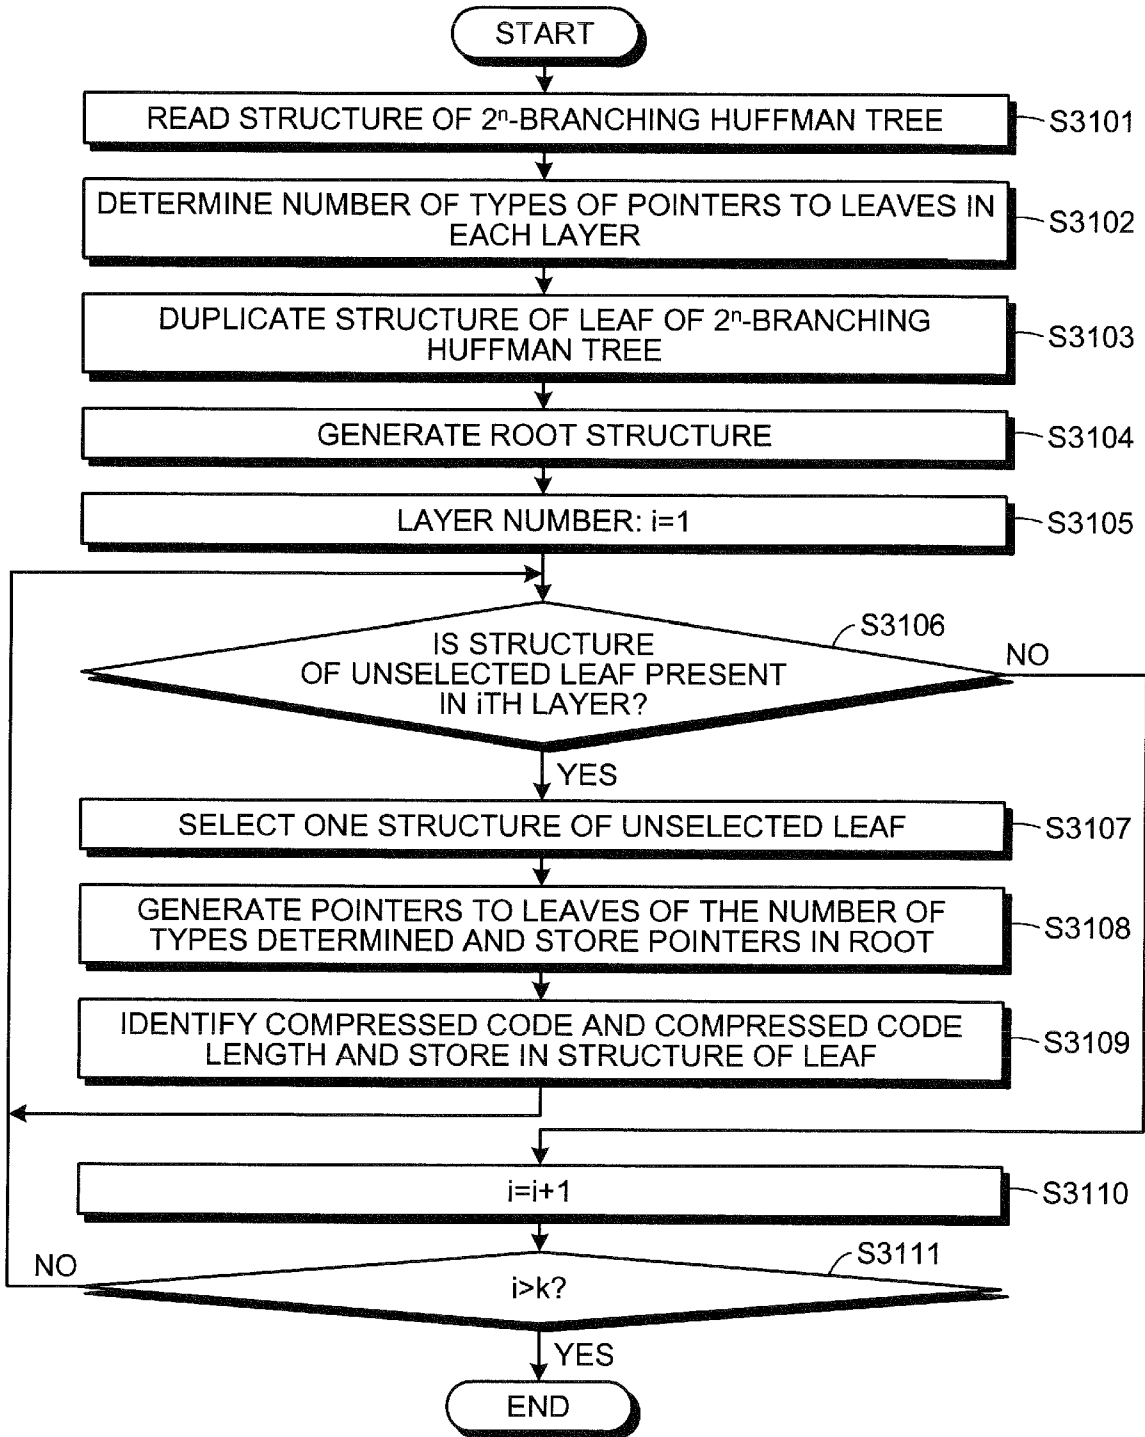 START
READ STRUCTURE OF 2ⁿ-BRANCHING HUFFMAN TREE
S3101
DETERMINE NUMBER OF TYPES OF POINTERS TO LEAVES IN
EACH LAYER
S3102
DUPLICATE STRUCTURE OF LEAF OF 2ⁿ-BRANCHING
HUFFMAN TREE
S3103
GENERATE ROOT STRUCTURE
S3104
LAYER NUMBER: i=1
S3105
S3106
IS STRUCTURE
OF UNSELECTED LEAF PRESENT
IN iTH LAYER?
NO
YES
SELECT ONE STRUCTURE OF UNSELECTED LEAF
S3107
GENERATE POINTERS TO LEAVES OF THE NUMBER OF
TYPES DETERMINED AND STORE POINTERS IN ROOT
S3108
IDENTIFY COMPRESSED CODE AND COMPRESSED CODE
LENGTH AND STORE IN STRUCTURE OF LEAF
S3109
i=i+1
S3110
S3111
NO
i>k?
YES
END